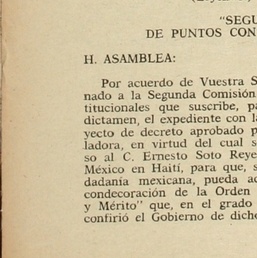 "SEGU
DE PUNTOS CON
H. ASAMBLEA:
Por acuerdo de Vuestra S
nado a la Segunda Comisión
titucionales que suscribe, p
dictamen, el expediente con l
yecto de decreto aprobado p
ladora, en virtud del cual s
so al C. Ernesto Soto Reye
México en Haití, para que, s
dadanía mexicana, pueda ac
condecoración de la Orden
y Mérito" que, en el grado
confirió el Gobierno de dich